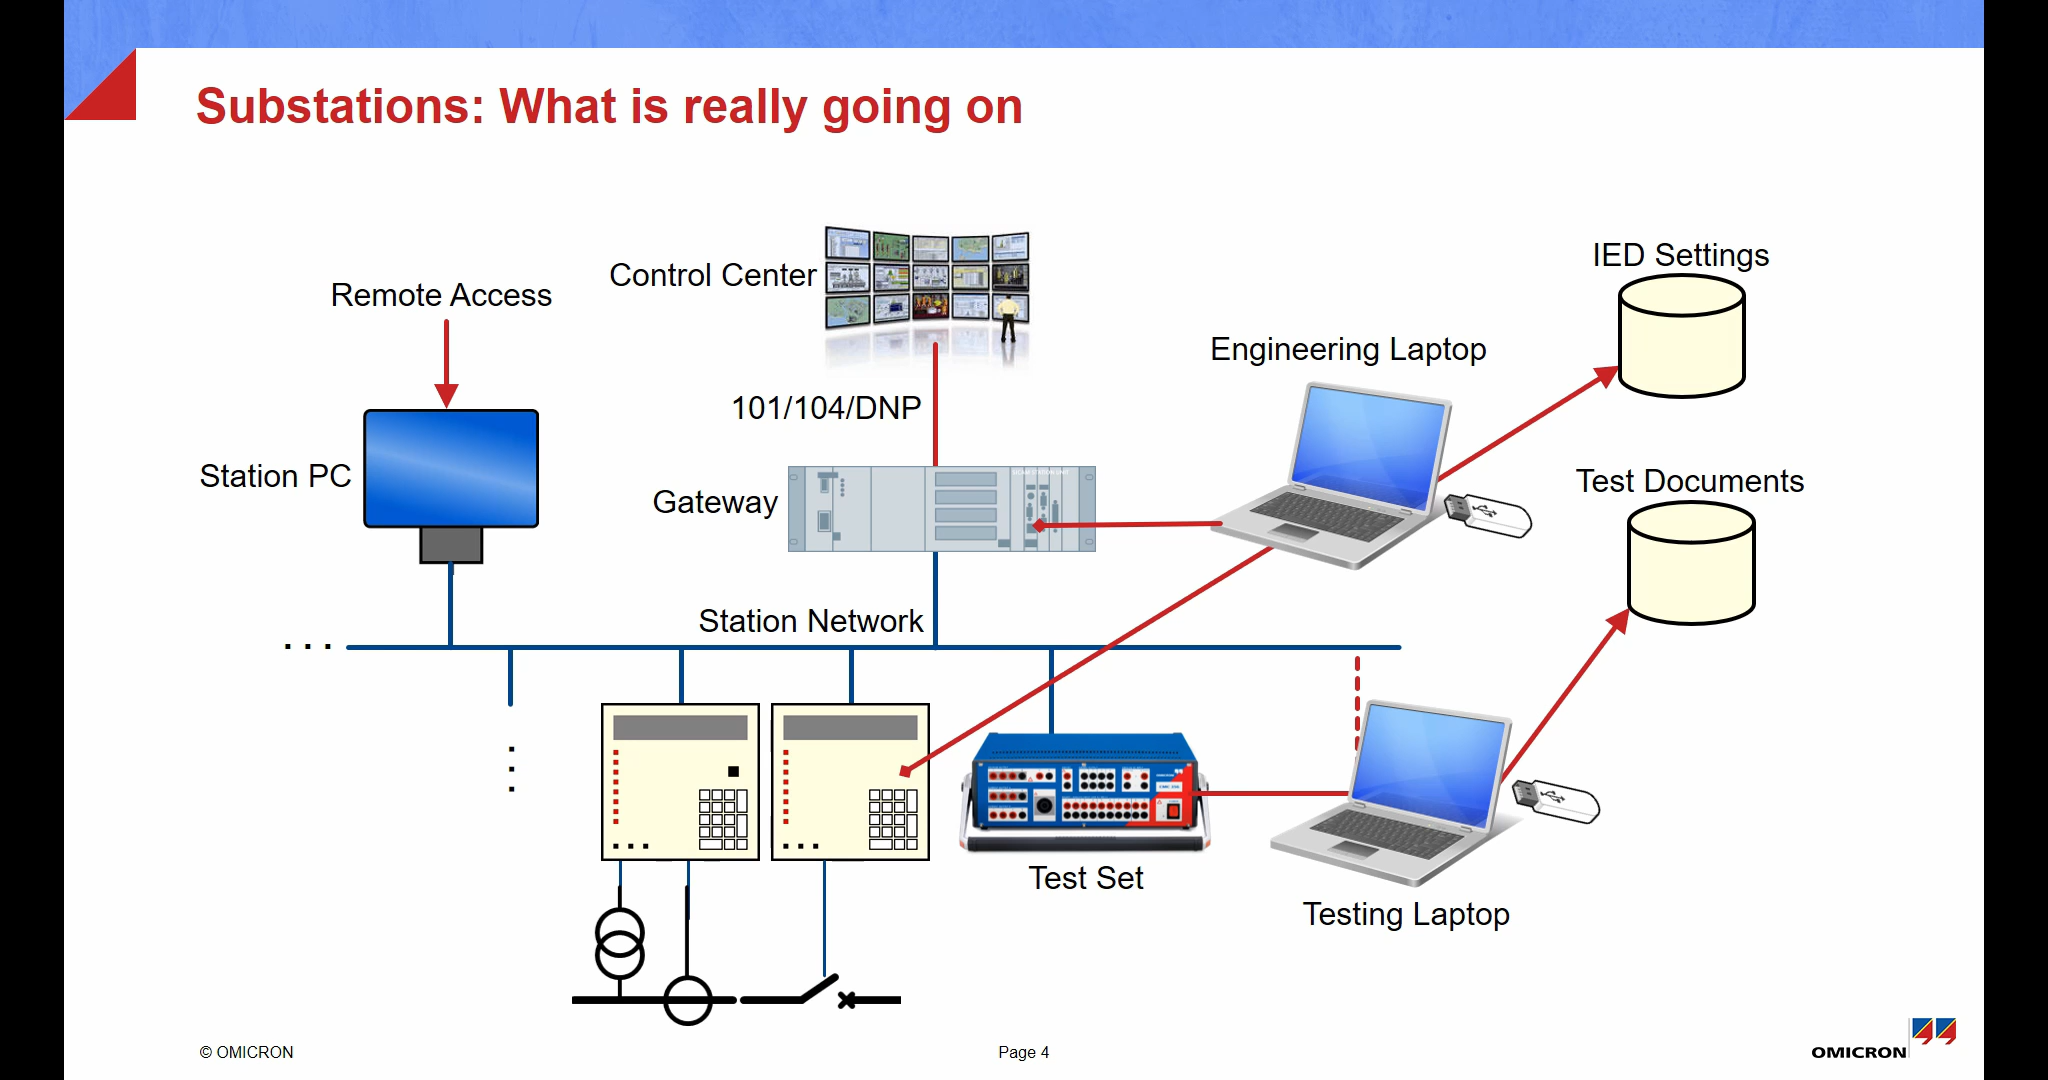 Substations: What is really going on
Remote Access
Control Center
IED Settings
Engineering Laptop
101/104/DNP
Station PC
Gateway
Test Documents
Station Network
Test Set
Testing Laptop
© OMICRON
Page 4
OMICRON